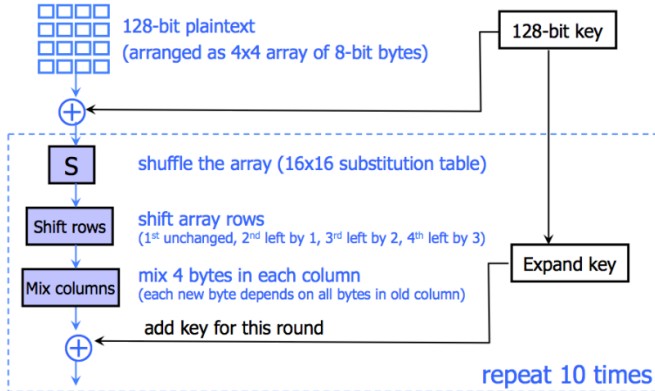 128-bit plaintext
(arranged as 4x4 array of 8-bit bytes)
128-bit key
S
shuffle the array (16x16 substitution table)
Shift rows
shift array rows
(1st unchanged, 2nd left by 1, 3rd left by 2, 4th left by 3)
Expand key
Mix columns
mix 4 bytes in each column
(each new byte depends on all bytes in old column)
add key for this round
repeat 10 times